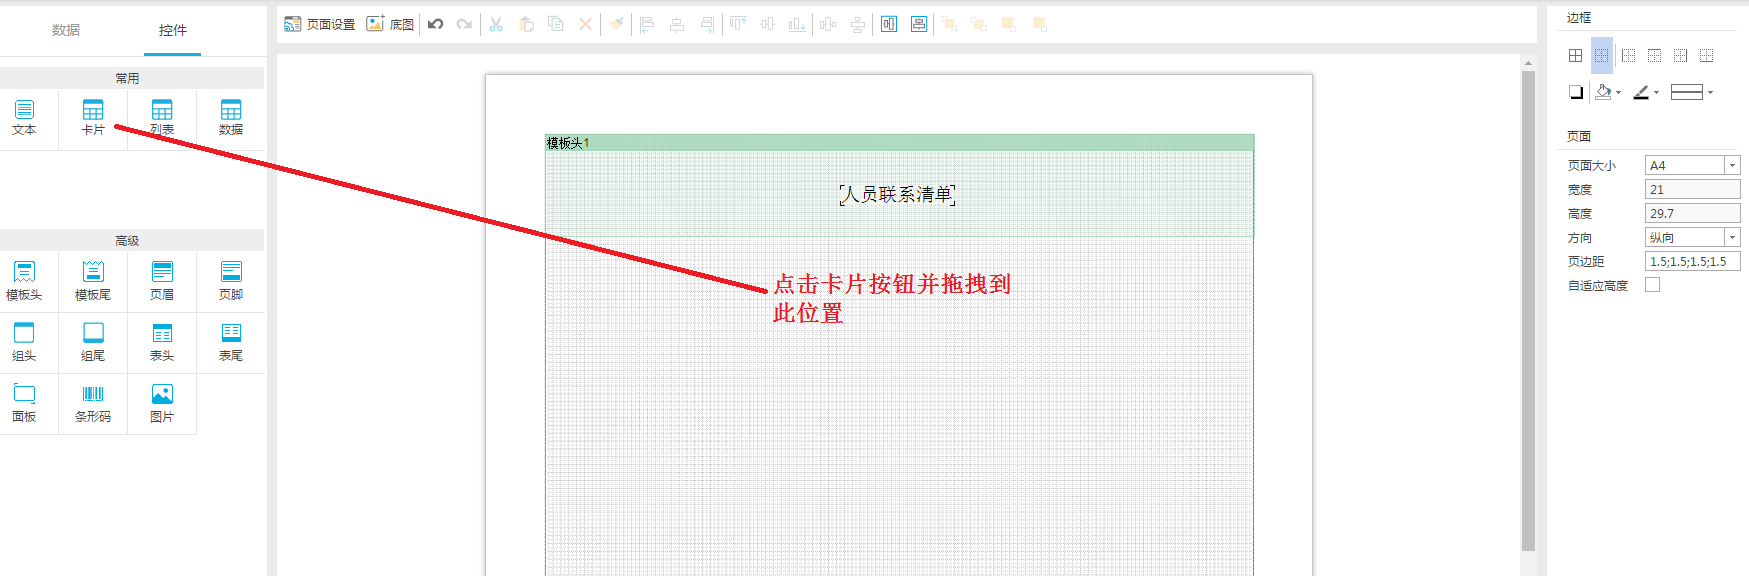 数据 控件
常用
文本 卡片 列表 数据
高级
模板头 模板尾 页眉 页脚
组头 组尾 表头 表尾
面板 条形码 图片
页面设置 底图
模板头1
人员联系清单
点击卡片按钮并拖拽到
此位置
边框
页面
页面大小 A4
宽度 21
高度 29.7
方向 纵向
页边距 1.5;1.5;1.5;1.5
自适应高度